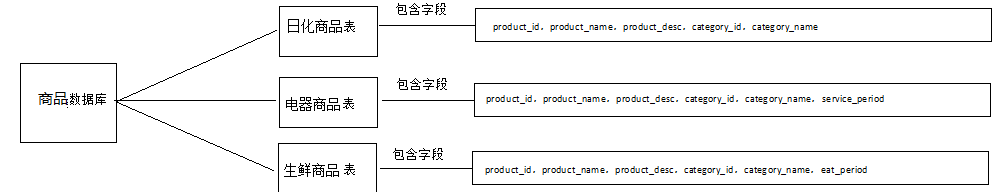 日化商品表
包含字段
product_id, product_name, product_desc, category_id, category_name
商品数据库
电器商品表
包含字段
product_id, product_name, product_desc, category_id, category_name, service_period
生鲜商品表
包含字段
product_id, product_name, product_desc, category_id, category_name, eat_period